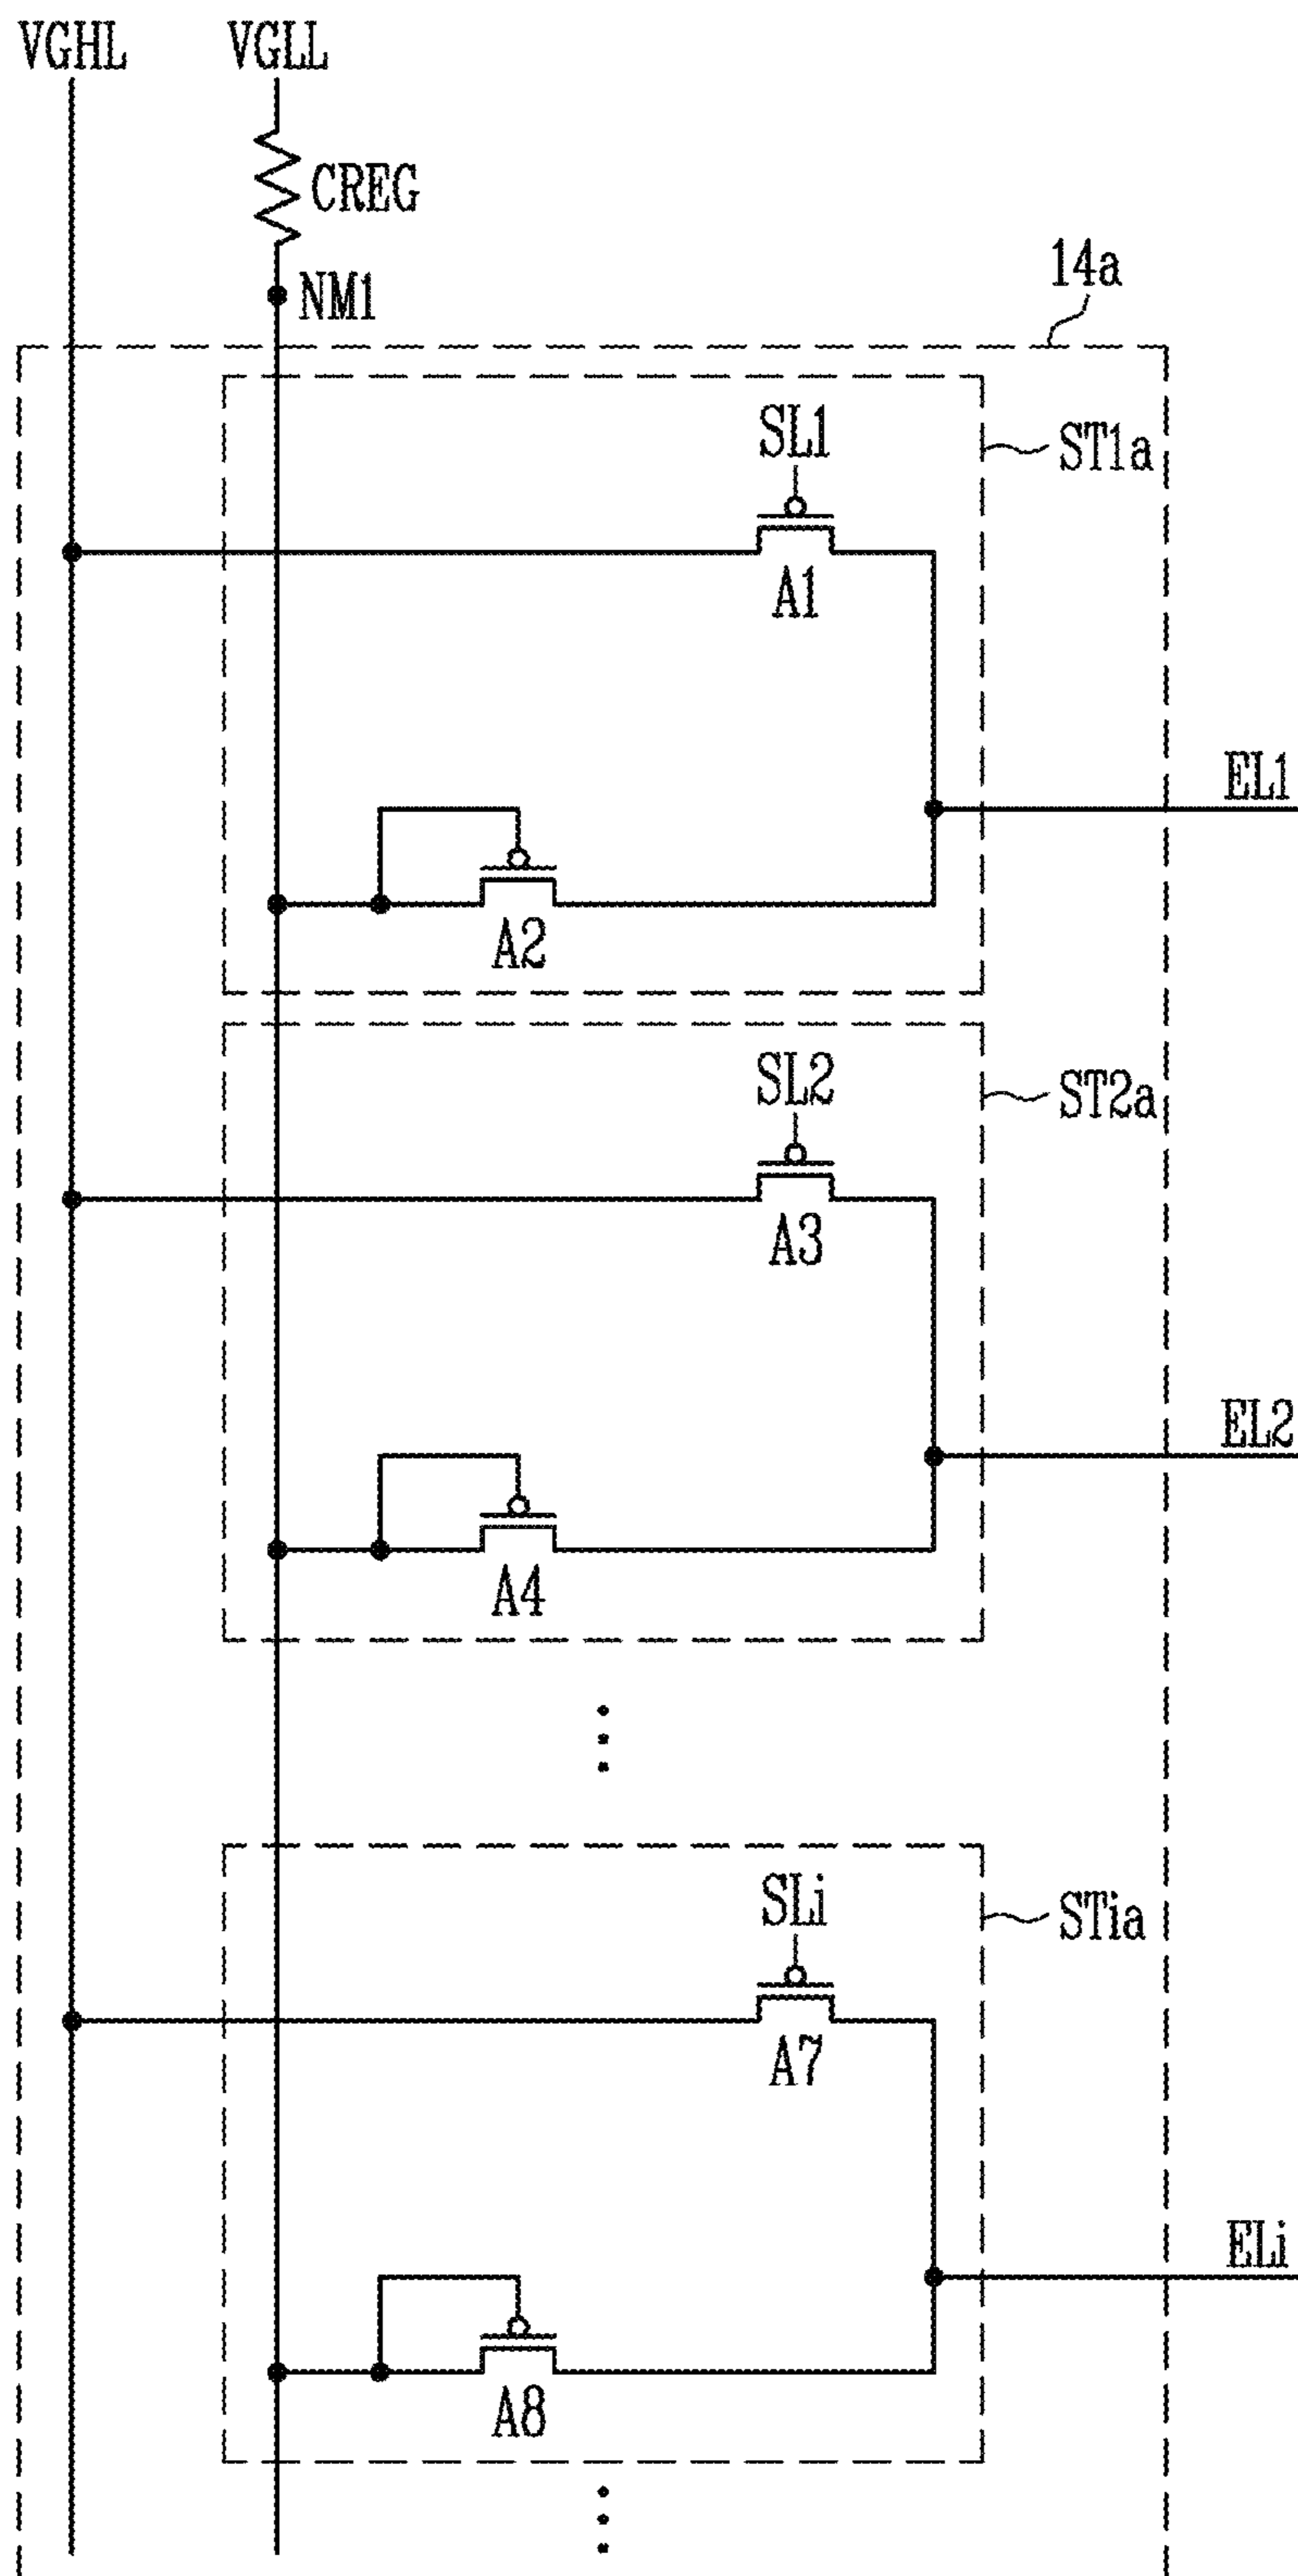 VGHL VGLL
CREG
NM1
14a
SL1
ST1a
A1
EL1
A2
SL2
ST2a
A3
EL2
A4
SLi
STia
A7
ELi
A8